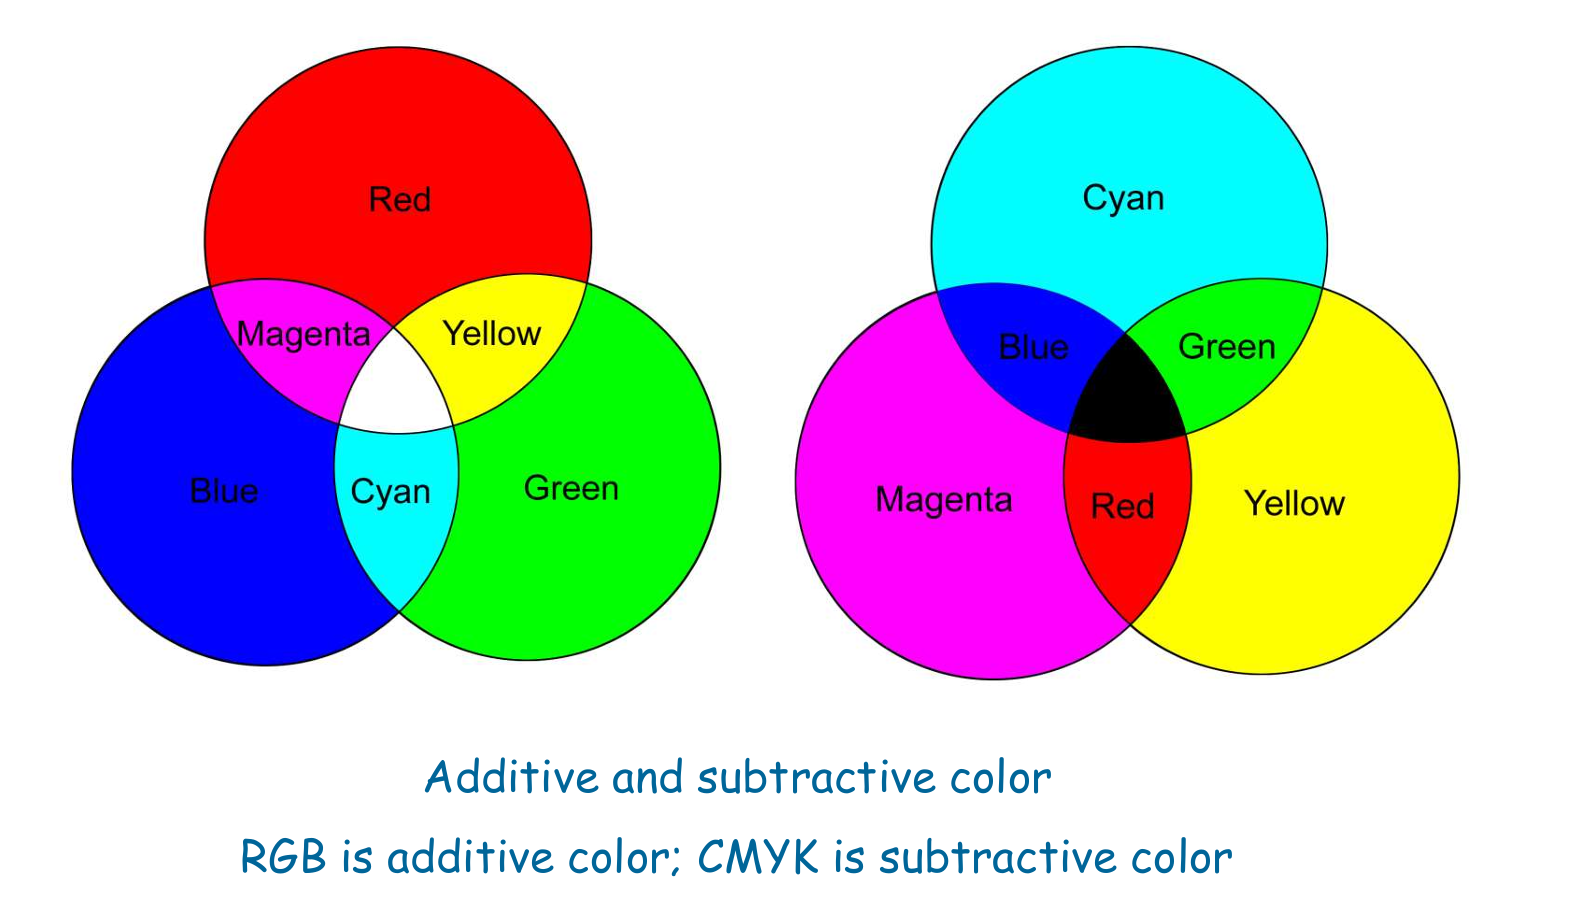 Red
Magenta
Yellow
Blue
Cyan
Green
Cyan
Blue
Green
Magenta
Red
Yellow
Additive and subtractive color
RGB is additive color; CMYK is subtractive color